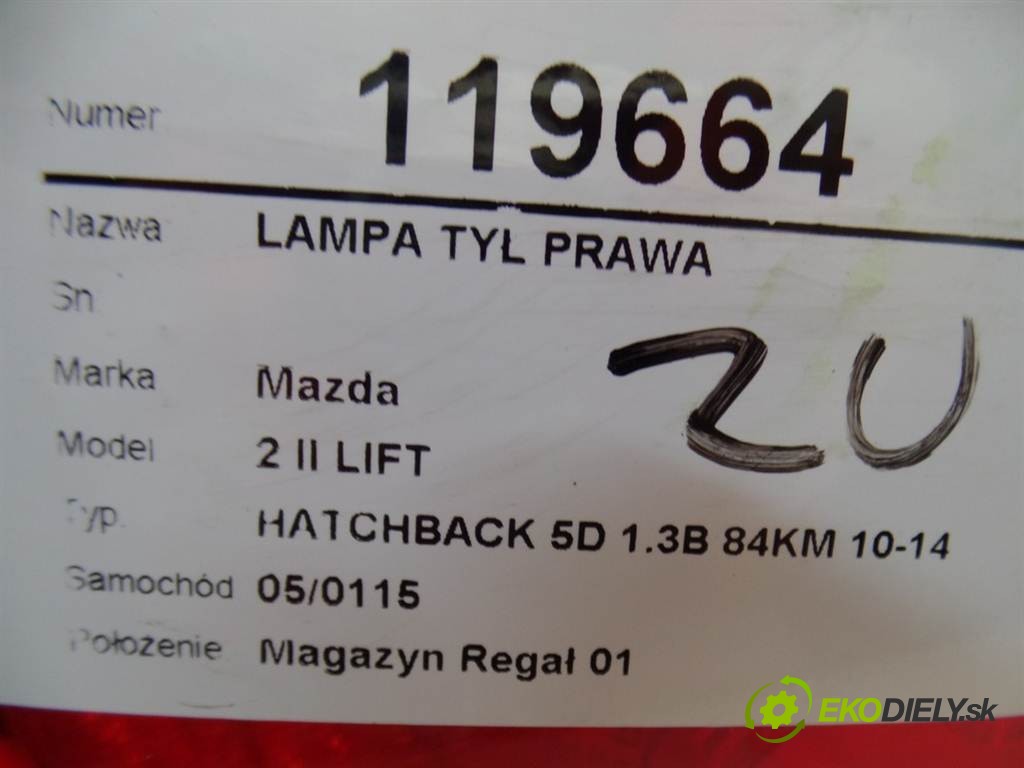 Numer 119664
Nazwa LAMPA TYŁ PRAWA
Sn
Marka Mazda
Model 2 II LIFT
Typ. HATCHBACK 5D 1.3B 84KM 10-14
Samochód 05/0115
Położenie Magazyn Regał 01
ZU
EKODIELY.sk